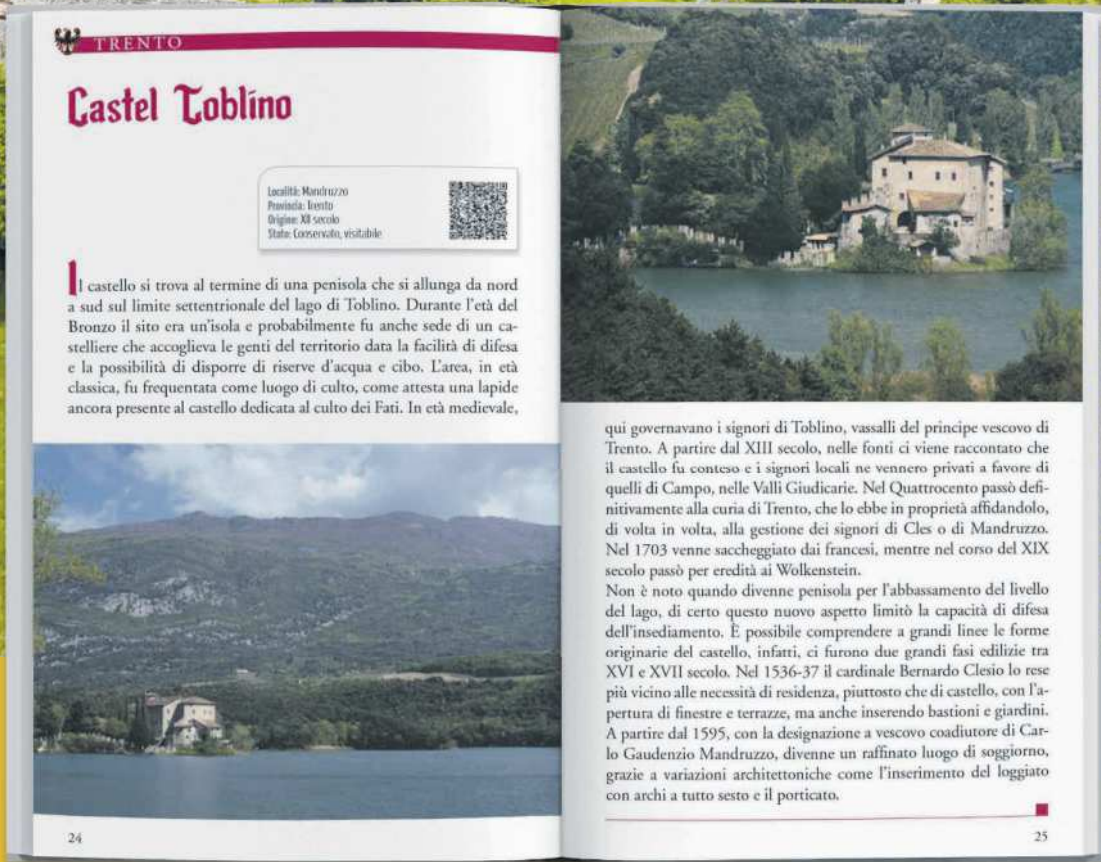 TRENTO
Castel Toblino
Località: Mandruzzo
Provincia: Trento
Origine: XII secolo
Stato: Conservato, visitabile
Il castello si trova al termine di una penisola che si allunga da nord
a sud sul limite settentrionale del lago di Toblino. Durante l'età del
Bronzo il sito era un'isola e probabilmente fu anche sede di un ca-
stelliere che accoglieva le genti del territorio data la facilità di difesa
e la possibilità di disporre di riserve d'acqua e cibo. L'area, in età
classica, fu frequentata come luogo di culto, come attesta una lapide
ancora presente al castello dedicata al culto dei Fati. In età medievale,
24
qui governavano i signori di Toblino, vassalli del principe vescovo di
Trento. A partire dal XIII secolo, nelle fonti ci viene raccontato che
il castello fu conteso e i signori locali ne vennero privati a favore di
quelli di Campo, nelle Valli Giudicarie. Nel Quattrocento passò defi-
nitivamente alla curia di Trento, che lo ebbe in proprietà affidandolo,
di volta in volta, alla gestione dei signori di Cles o di Mandruzzo.
Nel 1703 venne saccheggiato dai francesi, mentre nel corso del XIX
secolo passò per eredità ai Wolkenstein.
Non è noto quando divenne penisola per l'abbassamento del livello
del lago, di certo questo nuovo aspetto limitò la capacità di difesa
dell'insediamento. È possibile comprendere a grandi linee le forme
originarie del castello, infatti, ci furono due grandi fasi edilizie tra
XVI e XVII secolo. Nel 1536-37 il cardinale Bernardo Clesio lo rese
più vicino alle necessità di residenza, piuttosto che di castello, con l'a-
pertura di finestre e terrazze, ma anche inserendo bastioni e giardini.
A partire dal 1595, con la designazione a vescovo coadiutore di Car-
lo Gaudenzio Mandruzzo, divenne un raffinato luogo di soggiorno,
grazie a variazioni architettoniche come l'inserimento del loggiato
con archi a tutto sesto e il porticato.
25